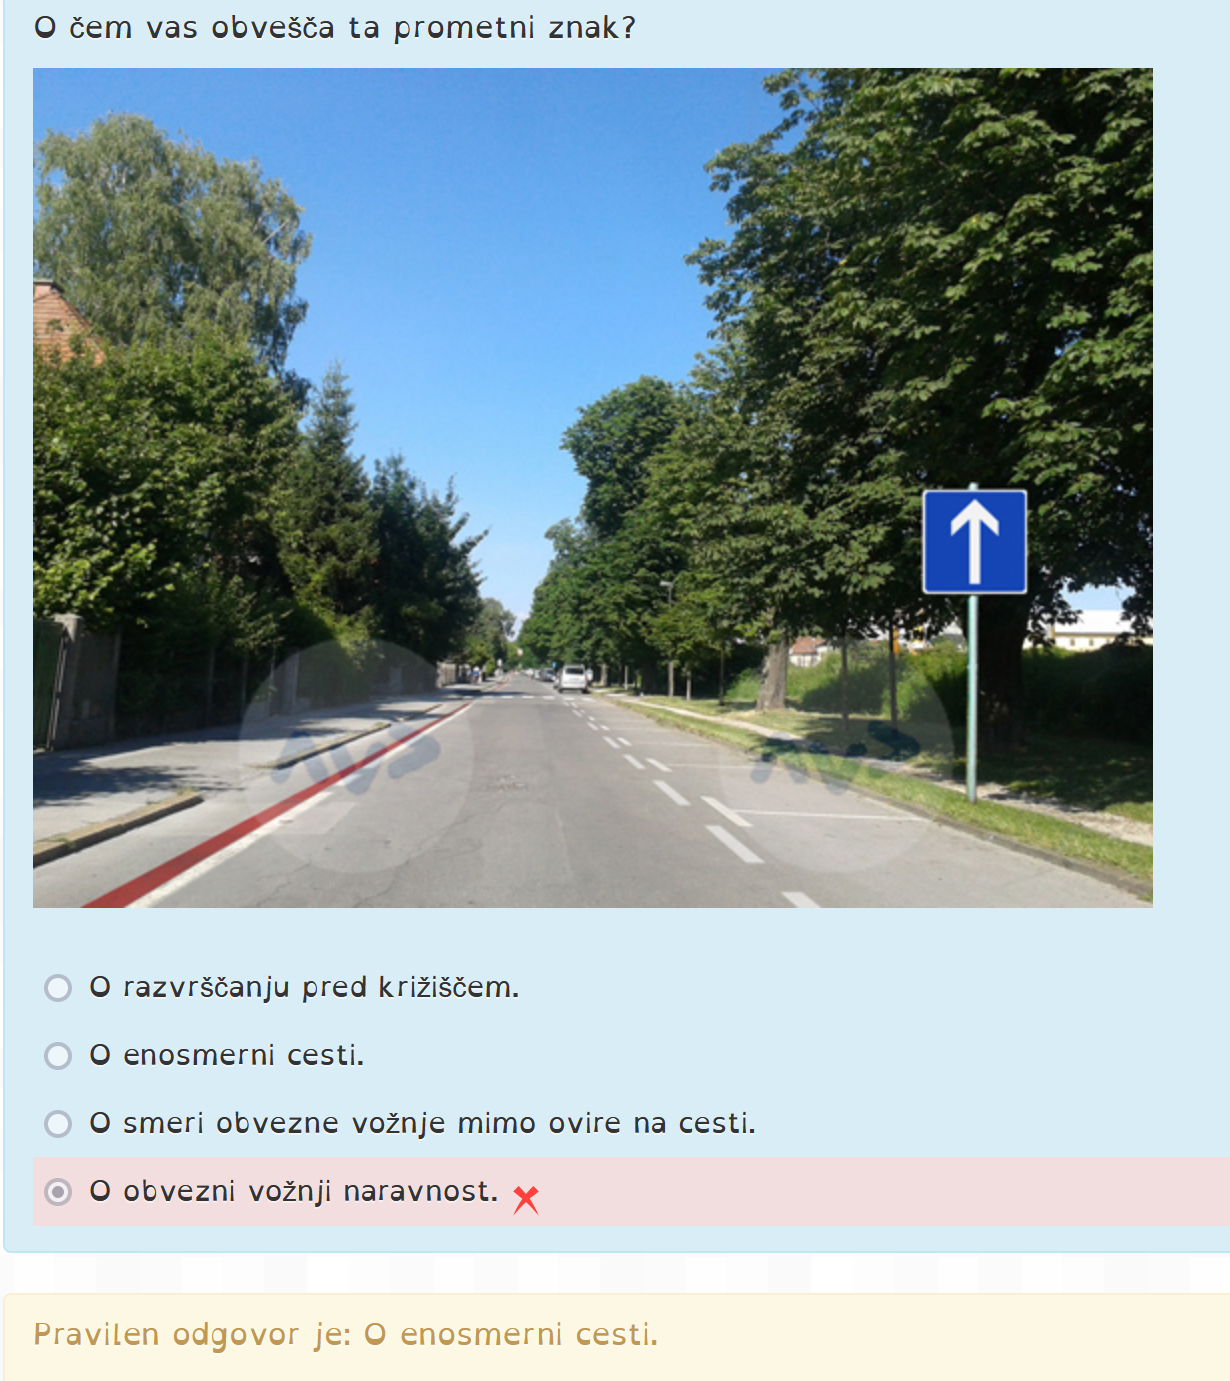 O čem vas obvešča ta prometni znak?
O razvrščanju pred križiščem.
O enosmerni cesti.
O smeri obvezne vožnje mimo ovire na cesti.
O obvezni vožnji naravnost.
Pravilen odgovor je: O enosmerni cesti.